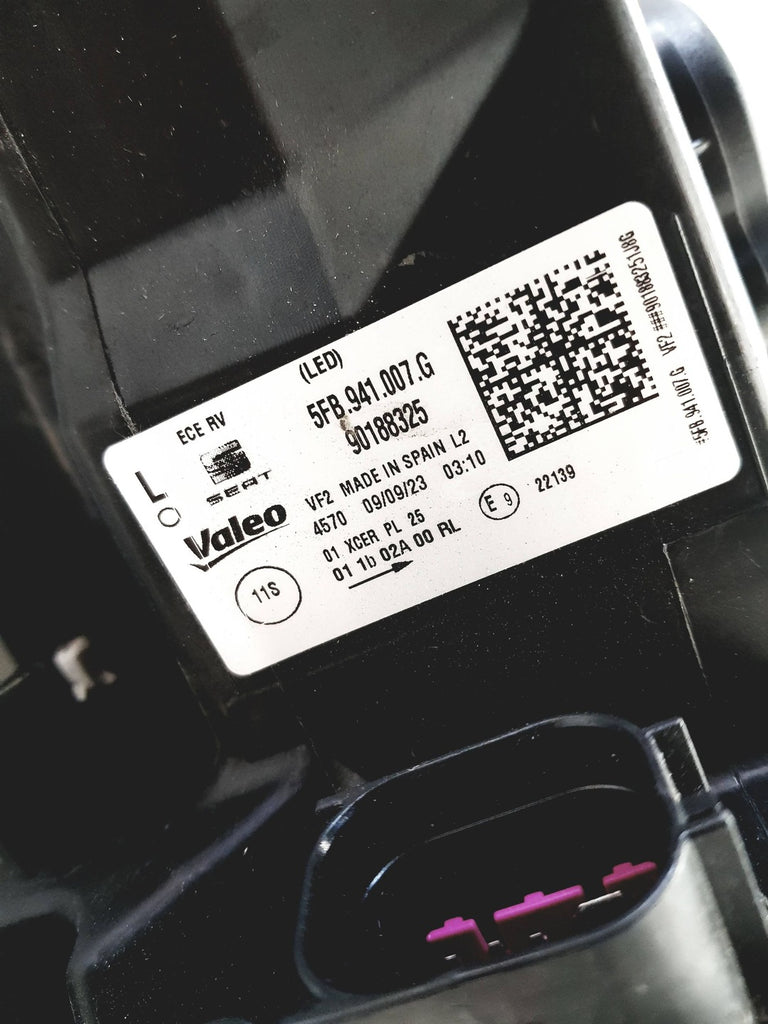 (LED)
ECE RV
5FB.941.007.G
90188325
L
SEAT
Valeo
VF2 MADE IN SPAIN L2
4570 09/09/23 03:10
01 XCER PL 25
01 1b 02A 00 RL
E 9
22139
11S
#5FB.941.007.G VF2 ###901883251J8G